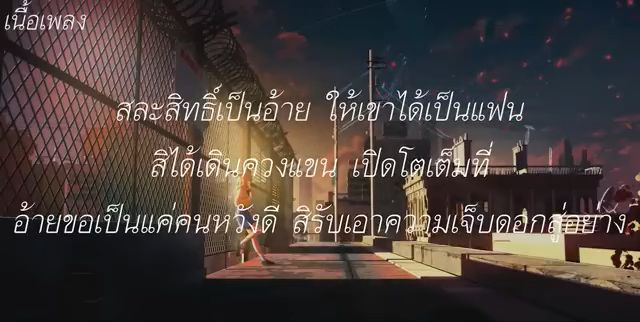 เนื้อเพลง
สละสิทธิ์เป็นอ้าย ให้เขาได้เป็นแฟน
สิได้เดินควงแขน เปิดโตเต็มที่
อ้ายขอเป็นแค่คนหวังดี สิรับเอาความเจ็บดอกสู่อย่าง